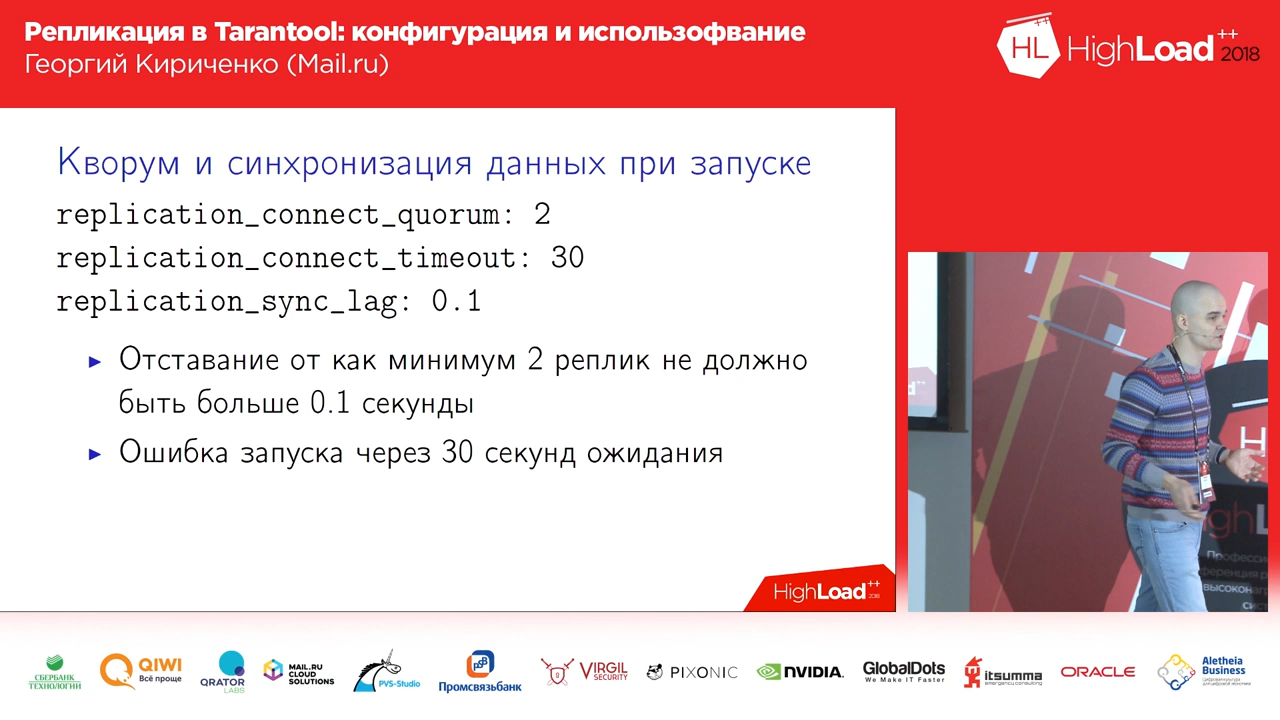 Репликация в Tarantool: конфигурация и использофвание
Георгий Кириченко (Mail.ru)
HL HighLoad++ 2018
Кворум и синхронизация данных при запуске
replication_connect_quorum: 2
replication_connect_timeout: 30
replication_sync_lag: 0.1
Отставание от как минимум 2 реплик не должно
быть больше 0.1 секунды
Ошибка запуска через 30 секунд ожидания
HighLoad++ 2018
СБЕРБАНК
ТЕХНОЛОГИИ
QIWI
Всё проще
QRATOR
LABS
MAIL.RU
CLOUD
SOLUTIONS
PVS-Studio
Промсвязьбанк
VIRGIL
SECURITY
PIXONIC
NVIDIA.
GlobalDots
We Make IT Faster
itsumma
emergency consulting
ORACLE
Aletheia
Business